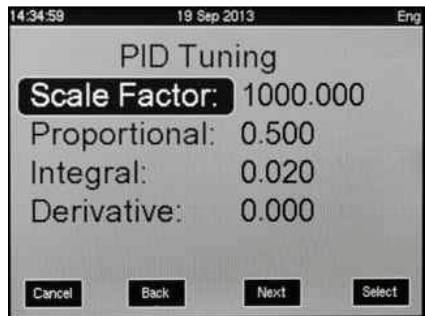 14:34:59 19 Sep 2013 Eng
PID Tuning
Scale Factor: 1000.000
Proportional: 0.500
Integral: 0.020
Derivative: 0.000
Cancel Back Next Select